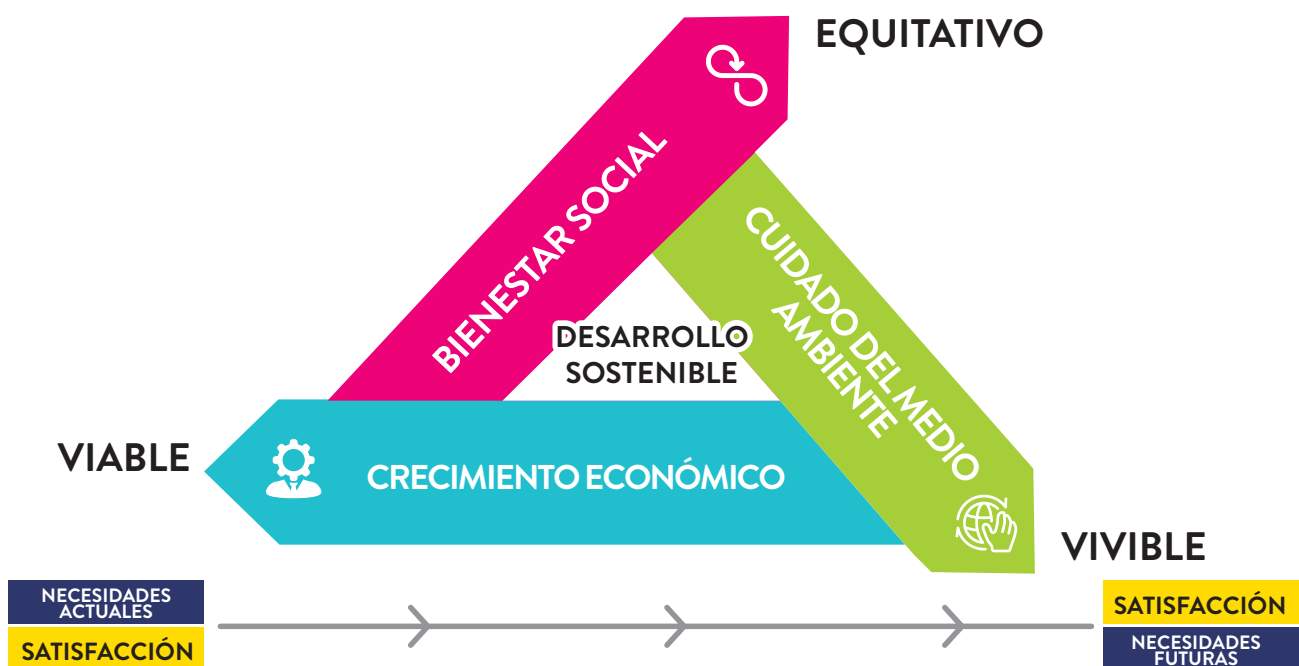 EQUITATIVO
BIENESTAR SOCIAL
CUIDADO DEL MEDIO
AMBIENTE
DESARROLLO
SOSTENIBLE
VIABLE
CRECIMIENTO ECONÓMICO
VIVIBLE
NECESIDADES
ACTUALES
SATISFACCIÓN
SATISFACCIÓN
NECESIDADES
FUTURAS